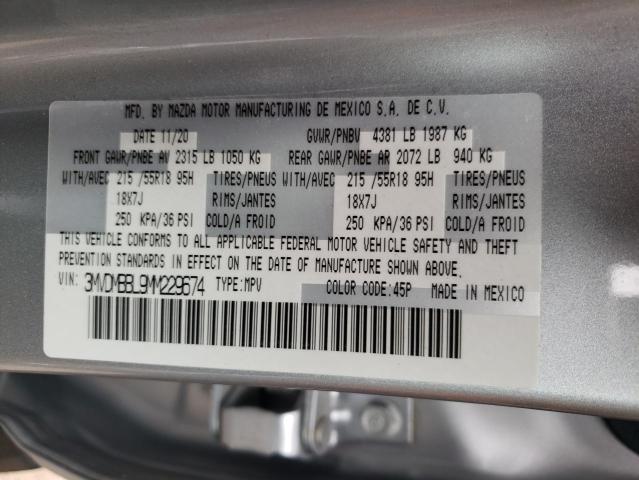 MFD. BY MAZDA MOTOR MANUFACTURING DE MEXICO S.A. DE C.V.
DATE 11/20 GVWR/PNBV 4381 LB 1987 KG
FRONT GAWR/PNBE AV 2315 LB 1050 KG REAR GAWR/PNBE AR 2072 LB 940 KG
WITH/AVEC 215 /55R18 95H TIRES/PNEUS WITH/AVEC 215 /55R18 95H TIRES/PNEUS
18X7J RIMS/JANTES 18X7J RIMS/JANTES
250 KPA/36 PSI COLD/A FROID 250 KPA/36 PSI COLD/A FROID
THIS VEHICLE CONFORMS TO ALL APPLICABLE FEDERAL MOTOR VEHICLE SAFETY AND THEFT
PREVENTION STANDARDS IN EFFECT ON THE DATE OF MANUFACTURE SHOWN ABOVE.
VIN: 3MVDMBBL9MM229674 TYPE:MPV COLOR CODE:45P MADE IN MEXICO